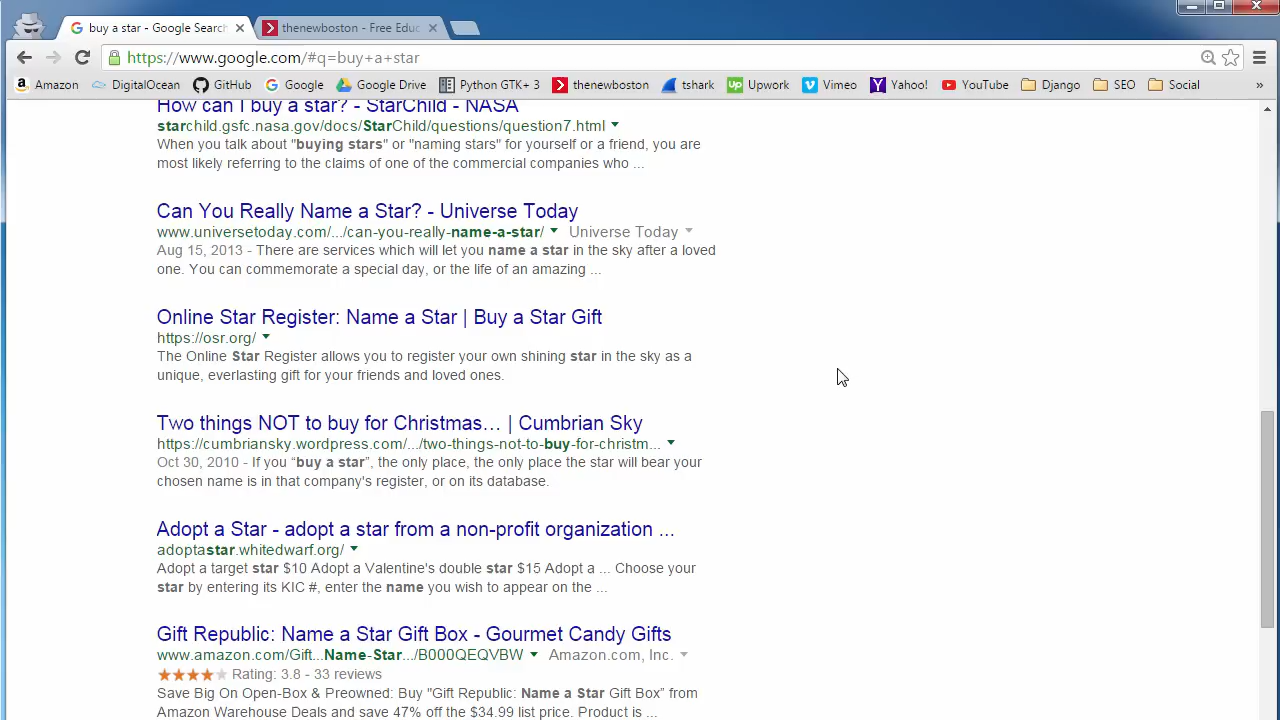 buy a star - Google Search
thenewboston - Free Educ
https://www.google.com/#q=buy+a+star
Amazon DigitalOcean GitHub Google Google Drive Python GTK+ 3 thenewboston tshark Up Upwork Vimeo Yahoo! YouTube Django SEO Social »
How can I buy a star? - StarChild - NASA
starchild.gsfc.nasa.gov/docs/StarChild/questions/question7.html
When you talk about "buying stars" or "naming stars" for yourself or a friend, you are
most likely referring to the claims of one of the commercial companies who ...
Can You Really Name a Star? - Universe Today
www.universetoday.com/.../can-you-really-name-a-star/ Universe Today
Aug 15, 2013 - There are services which will let you name a star in the sky after a loved
one. You can commemorate a special day, or the life of an amazing ...
Online Star Register: Name a Star | Buy a Star Gift
https://osr.org/
The Online Star Register allows you to register your own shining star in the sky as a
unique, everlasting gift for your friends and loved ones.
Two things NOT to buy for Christmas… | Cumbrian Sky
https://cumbriansky.wordpress.com/.../two-things-not-to-buy-for-christm...
Oct 30, 2010 - If you “buy a star”, the only place, the only place the star will bear your
chosen name is in that company's register, or on its database.
Adopt a Star - adopt a star from a non-profit organization ...
adoptastar.whitedwarf.org/
Adopt a target star $10 Adopt a Valentine's double star $15 Adopt a ... Choose your
star by entering its KIC #, enter the name you wish to appear on the ...
Gift Republic: Name a Star Gift Box - Gourmet Candy Gifts
www.amazon.com/Gift...Name-Star.../B000QEQVBW Amazon.com, Inc.
Rating: 3.8 - 33 reviews
Save Big On Open-Box & Preowned: Buy "Gift Republic: Name a Star Gift Box” from
Amazon Warehouse Deals and save 47% off the $34.99 list price. Product is ...